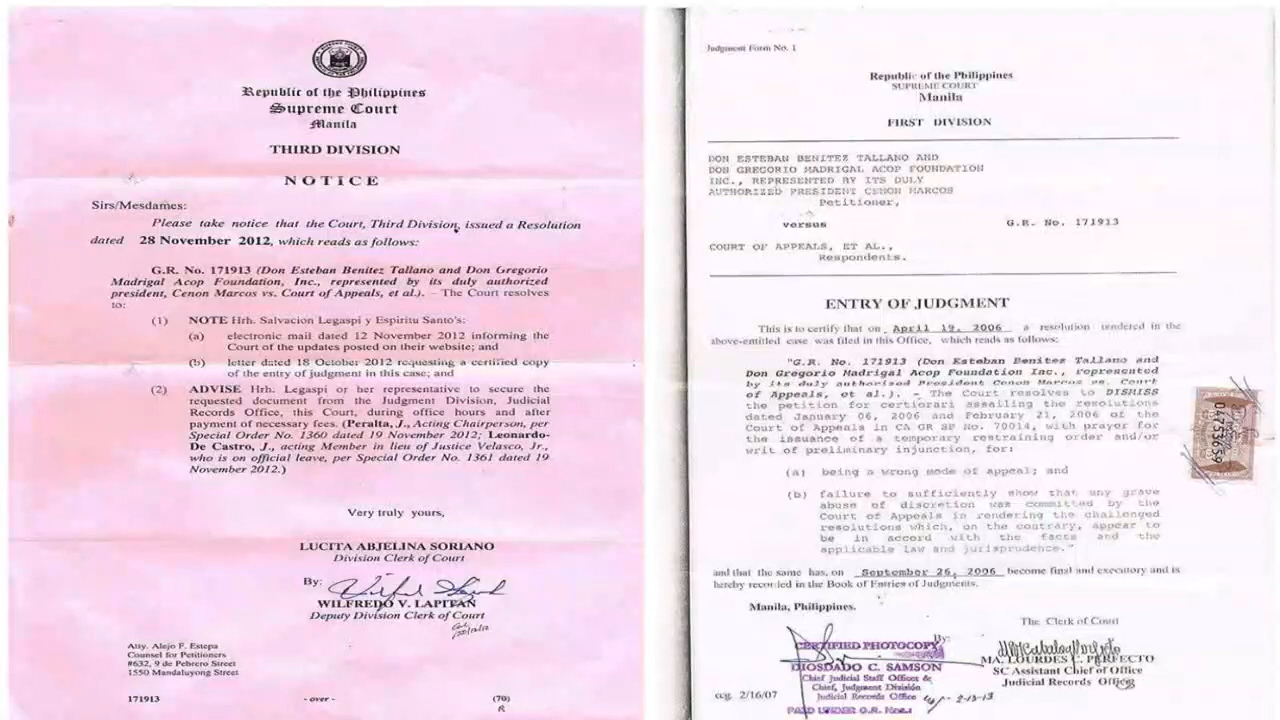 Republic of the Philippines
Supreme Court
Manila
THIRD DIVISION
NOTICE
Sirs/Mesdames:
Please take notice that the Court, Third Division, issued a Resolution
dated 28 November 2012, which reads as follows:
G.R. No. 171913 (Don Esteban Benitez Tallano and Don Gregorio
Madrigal Acop Foundation, Inc., represented by its duly authorized
president, Cenon Marcos vs. Court of Appeals, et al.). – The Court resolves
to:
(1) NOTE Hrh. Salvacion Legaspi y Espiritu Santo's:
(a) electronic mail dated 12 November 2012 informing the
Court of the updates posted on their website; and
(b) letter dated 18 October 2012 requesting a certified copy
of the entry of judgment in this case; and
(2) ADVISE Hrh. Legaspi or her representative to secure the
requested document from the Judgment Division, Judicial
Records Office, this Court, during office hours and after
payment of necessary fees. (Peralta, J., Acting Chairperson, per
Special Order No. 1360 dated 19 November 2012; Leonardo-
De Castro, J., acting Member in lieu of Justice Velasco, Jr.,
who is on official leave, per Special Order No. 1361 dated 19
November 2012.)
Very truly yours,
LUCITA ABJELINA SORIANO
Division Clerk of Court
By:
WILFREDO V. LAPITAN
Deputy Division Clerk of Court
Atty. Alejo F. Estepa
Counsel for Petitioners
#632, 9 de Pebrero Street
1550 Mandaluyong Street
171913 - over - (70)
Judgment Form No. 1
Republic of the Philippines
SUPREME COURT
Manila
FIRST DIVISION
DON ESTEBAN BENITEZ TALLANO AND
DON GREGORIO MADRIGAL ACOP FOUNDATION
INC., REPRESENTED BY ITS DULY
AUTHORIZED PRESIDENT CENON MARCOS
Petitioner,
versus G.R. No. 171913
COURT OF APPEALS, ET AL.,
Respondents.
ENTRY OF JUDGMENT
This is to certify that on April 19, 2006 a resolution rendered in the
above-entitled case was filed in this Office, which reads as follows:
"G.R. No. 171913 (Don Esteban Benitez Tallano and
Don Gregorio Madrigal Acop Foundation Inc., represented
by its duly authorized President Cenon Marcos vs. Court
of Appeals, et al.). – The Court resolves to DISMISS
the petition for certiorari assailing the resolutions
dated January 06, 2006 and February 21, 2006 of the
Court of Appeals in CA GR SP No. 70014, with prayer for
the issuance of a temporary restraining order and/or
writ of preliminary injunction, for:
(a) being a wrong mode of appeal; and
(b) failure to sufficiently show that any grave
abuse of discretion was committed by the
Court of Appeals in rendering the challenged
resolutions which, on the contrary, appear to
be in accord with the facts and the
applicable law and jurisprudence."
and that the same has, on September 26, 2006 become final and executory and is
hereby recorded in the Book of Entries of Judgments.
Manila, Philippines.
The Clerk of Court
By:
CERTIFIED PHOTOCOPY
DIOSDADO C. SAMSON
Chief Judicial Staff Officer &
Chief, Judgment Division
Judicial Records Office
PAID UNDER O.R. Nos.:
MA. LOURDES C. PERFECTO
SC Assistant Chief of Office
Judicial Records Office
2-13-13
ccg. 2/16/07